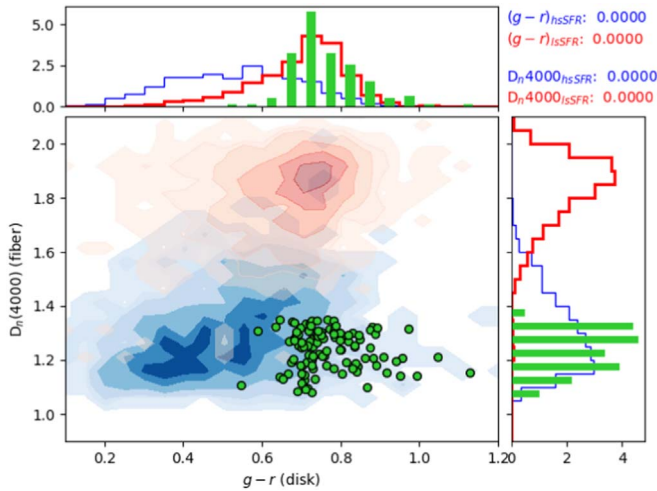 5.0
2.5
0.0
(g − r)hsSFR: 0.0000
(g − r)lsSFR: 0.0000
Dn4000hsSFR: 0.0000
Dn4000lsSFR: 0.0000
2.0
1.8
1.6
1.4
1.2
1.0
Dn(4000) (fiber)
0.2 0.4 0.6 0.8 1.0 1.2
g − r (disk)
0 2 4